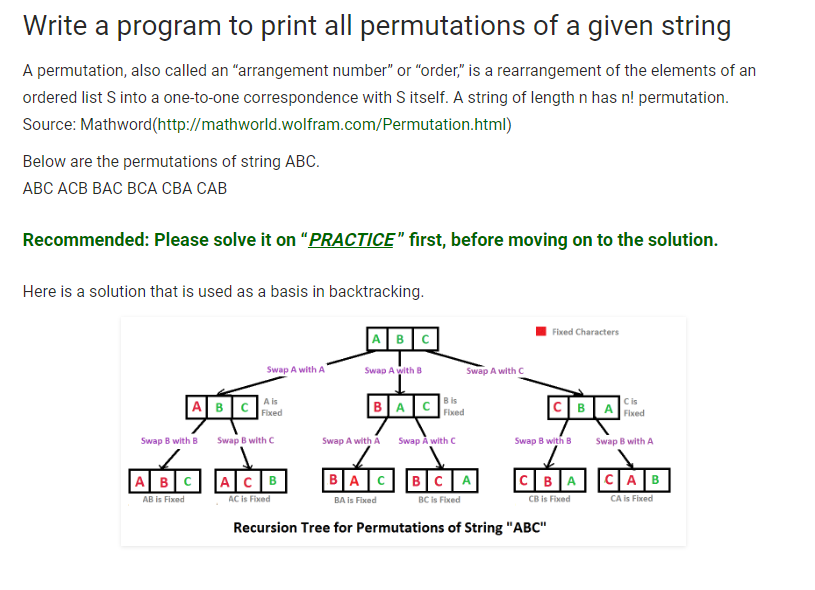 Write a program to print all permutations of a given string
A permutation, also called an “arrangement number” or “order,” is a rearrangement of the elements of an
ordered list S into a one-to-one correspondence with S itself. A string of length n has n! permutation.
Source: Mathword(http://mathworld.wolfram.com/Permutation.html)
Below are the permutations of string ABC.
ABC ACB BAC BCA CBA CAB
Recommended: Please solve it on “PRACTICE” first, before moving on to the solution.
Here is a solution that is used as a basis in backtracking.
Fixed Characters
A B C
Swap A with A Swap A with B Swap A with C
A B C A is Fixed
B A C B is Fixed
C B A C is Fixed
Swap B with B Swap B with C Swap A with A Swap A with C Swap B with B Swap B with A
A B C A C B B A C B C A C B A C A B
AB is Fixed AC is Fixed BA is Fixed BC is Fixed CB is Fixed CA is Fixed
Recursion Tree for Permutations of String "ABC"